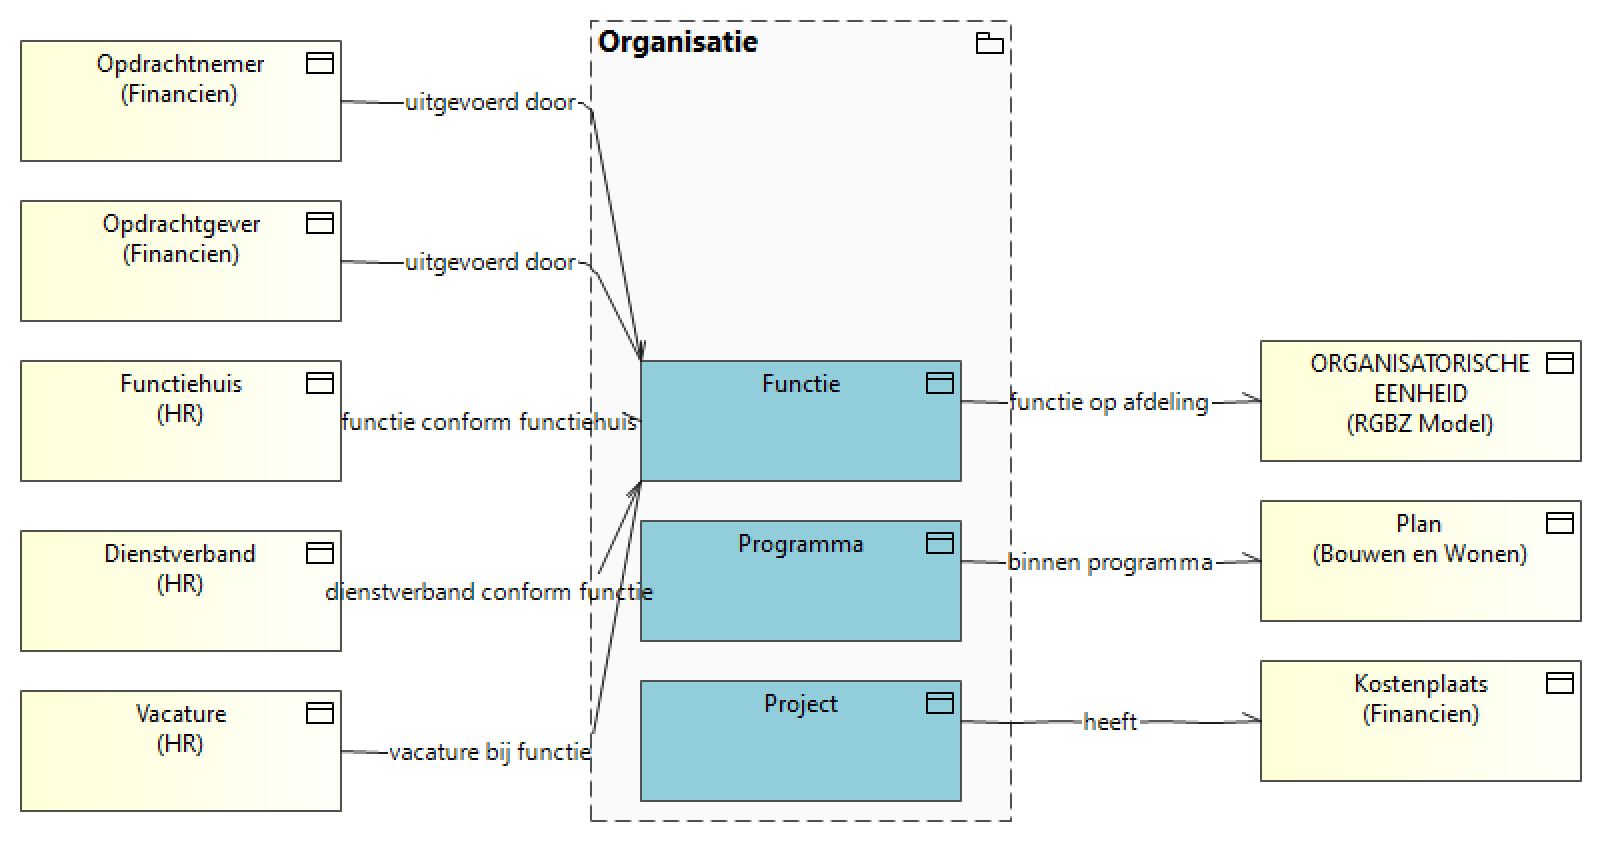 Organisatie
Opdrachtnemer
(Financien)
uitgevoerd door
Opdrachtgever
(Financien)
uitgevoerd door
Functiehuis
(HR)
functie conform functiehuis
Functie
functie op afdeling
ORGANISATORISCHE
EENHEID
(RGBZ Model)
Dienstverband
(HR)
dienstverband conform functie
Programma
binnen programma
Plan
(Bouwen en Wonen)
Vacature
(HR)
vacature bij functie
Project
heeft
Kostenplaats
(Financien)